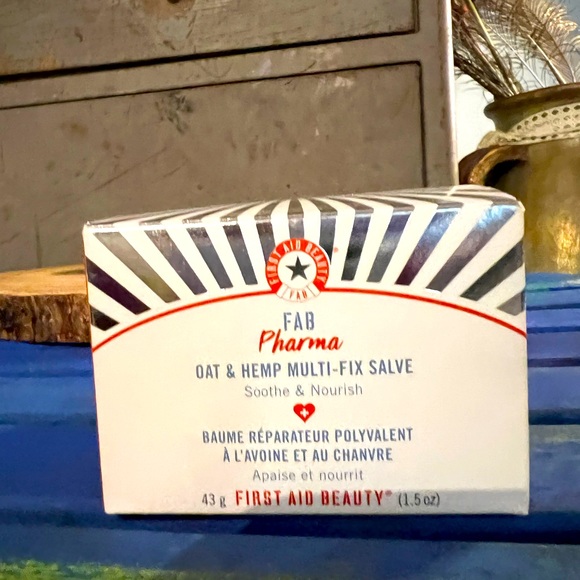 FIRST AID BEAUTY®
FAB
FAB
Pharma
OAT & HEMP MULTI-FIX SALVE
Soothe & Nourish
BAUME RÉPARATEUR POLYVALENT
À L'AVOINE ET AU CHANVRE
Apaise et nourrit
43 g FIRST AID BEAUTY® (1.5 oz)